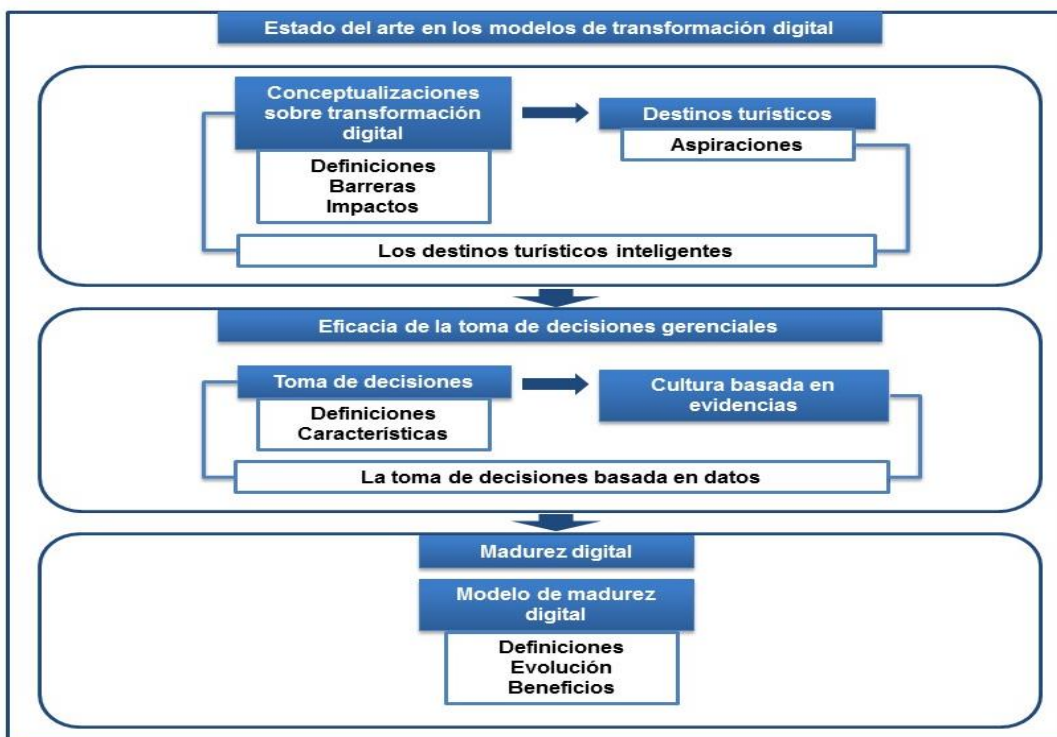 Estado del arte en los modelos de transformación digital
Conceptualizaciones
sobre transformación
digital
Destinos turísticos
Definiciones
Barreras
Impactos
Aspiraciones
Los destinos turísticos inteligentes
Eficacia de la toma de decisiones gerenciales
Toma de decisiones
Cultura basada en
evidencias
Definiciones
Características
La toma de decisiones basada en datos
Madurez digital
Modelo de madurez
digital
Definiciones
Evolución
Beneficios